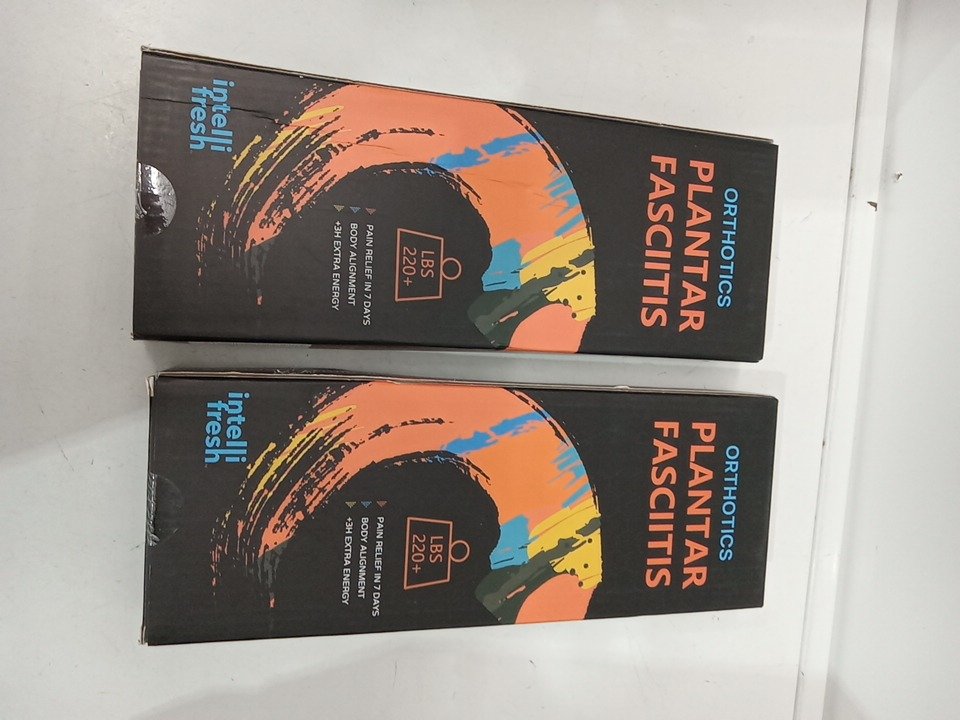 ORTHOTICS
PLANTAR
FASCIITIS
LBS
220+
PAIN RELIEF IN 7 DAYS
BODY ALIGNMENT
+3H EXTRA ENERGY
intelli
fresh
ORTHOTICS
PLANTAR
FASCIITIS
LBS
220+
PAIN RELIEF IN 7 DAYS
BODY ALIGNMENT
+3H EXTRA ENERGY
intelli
fresh